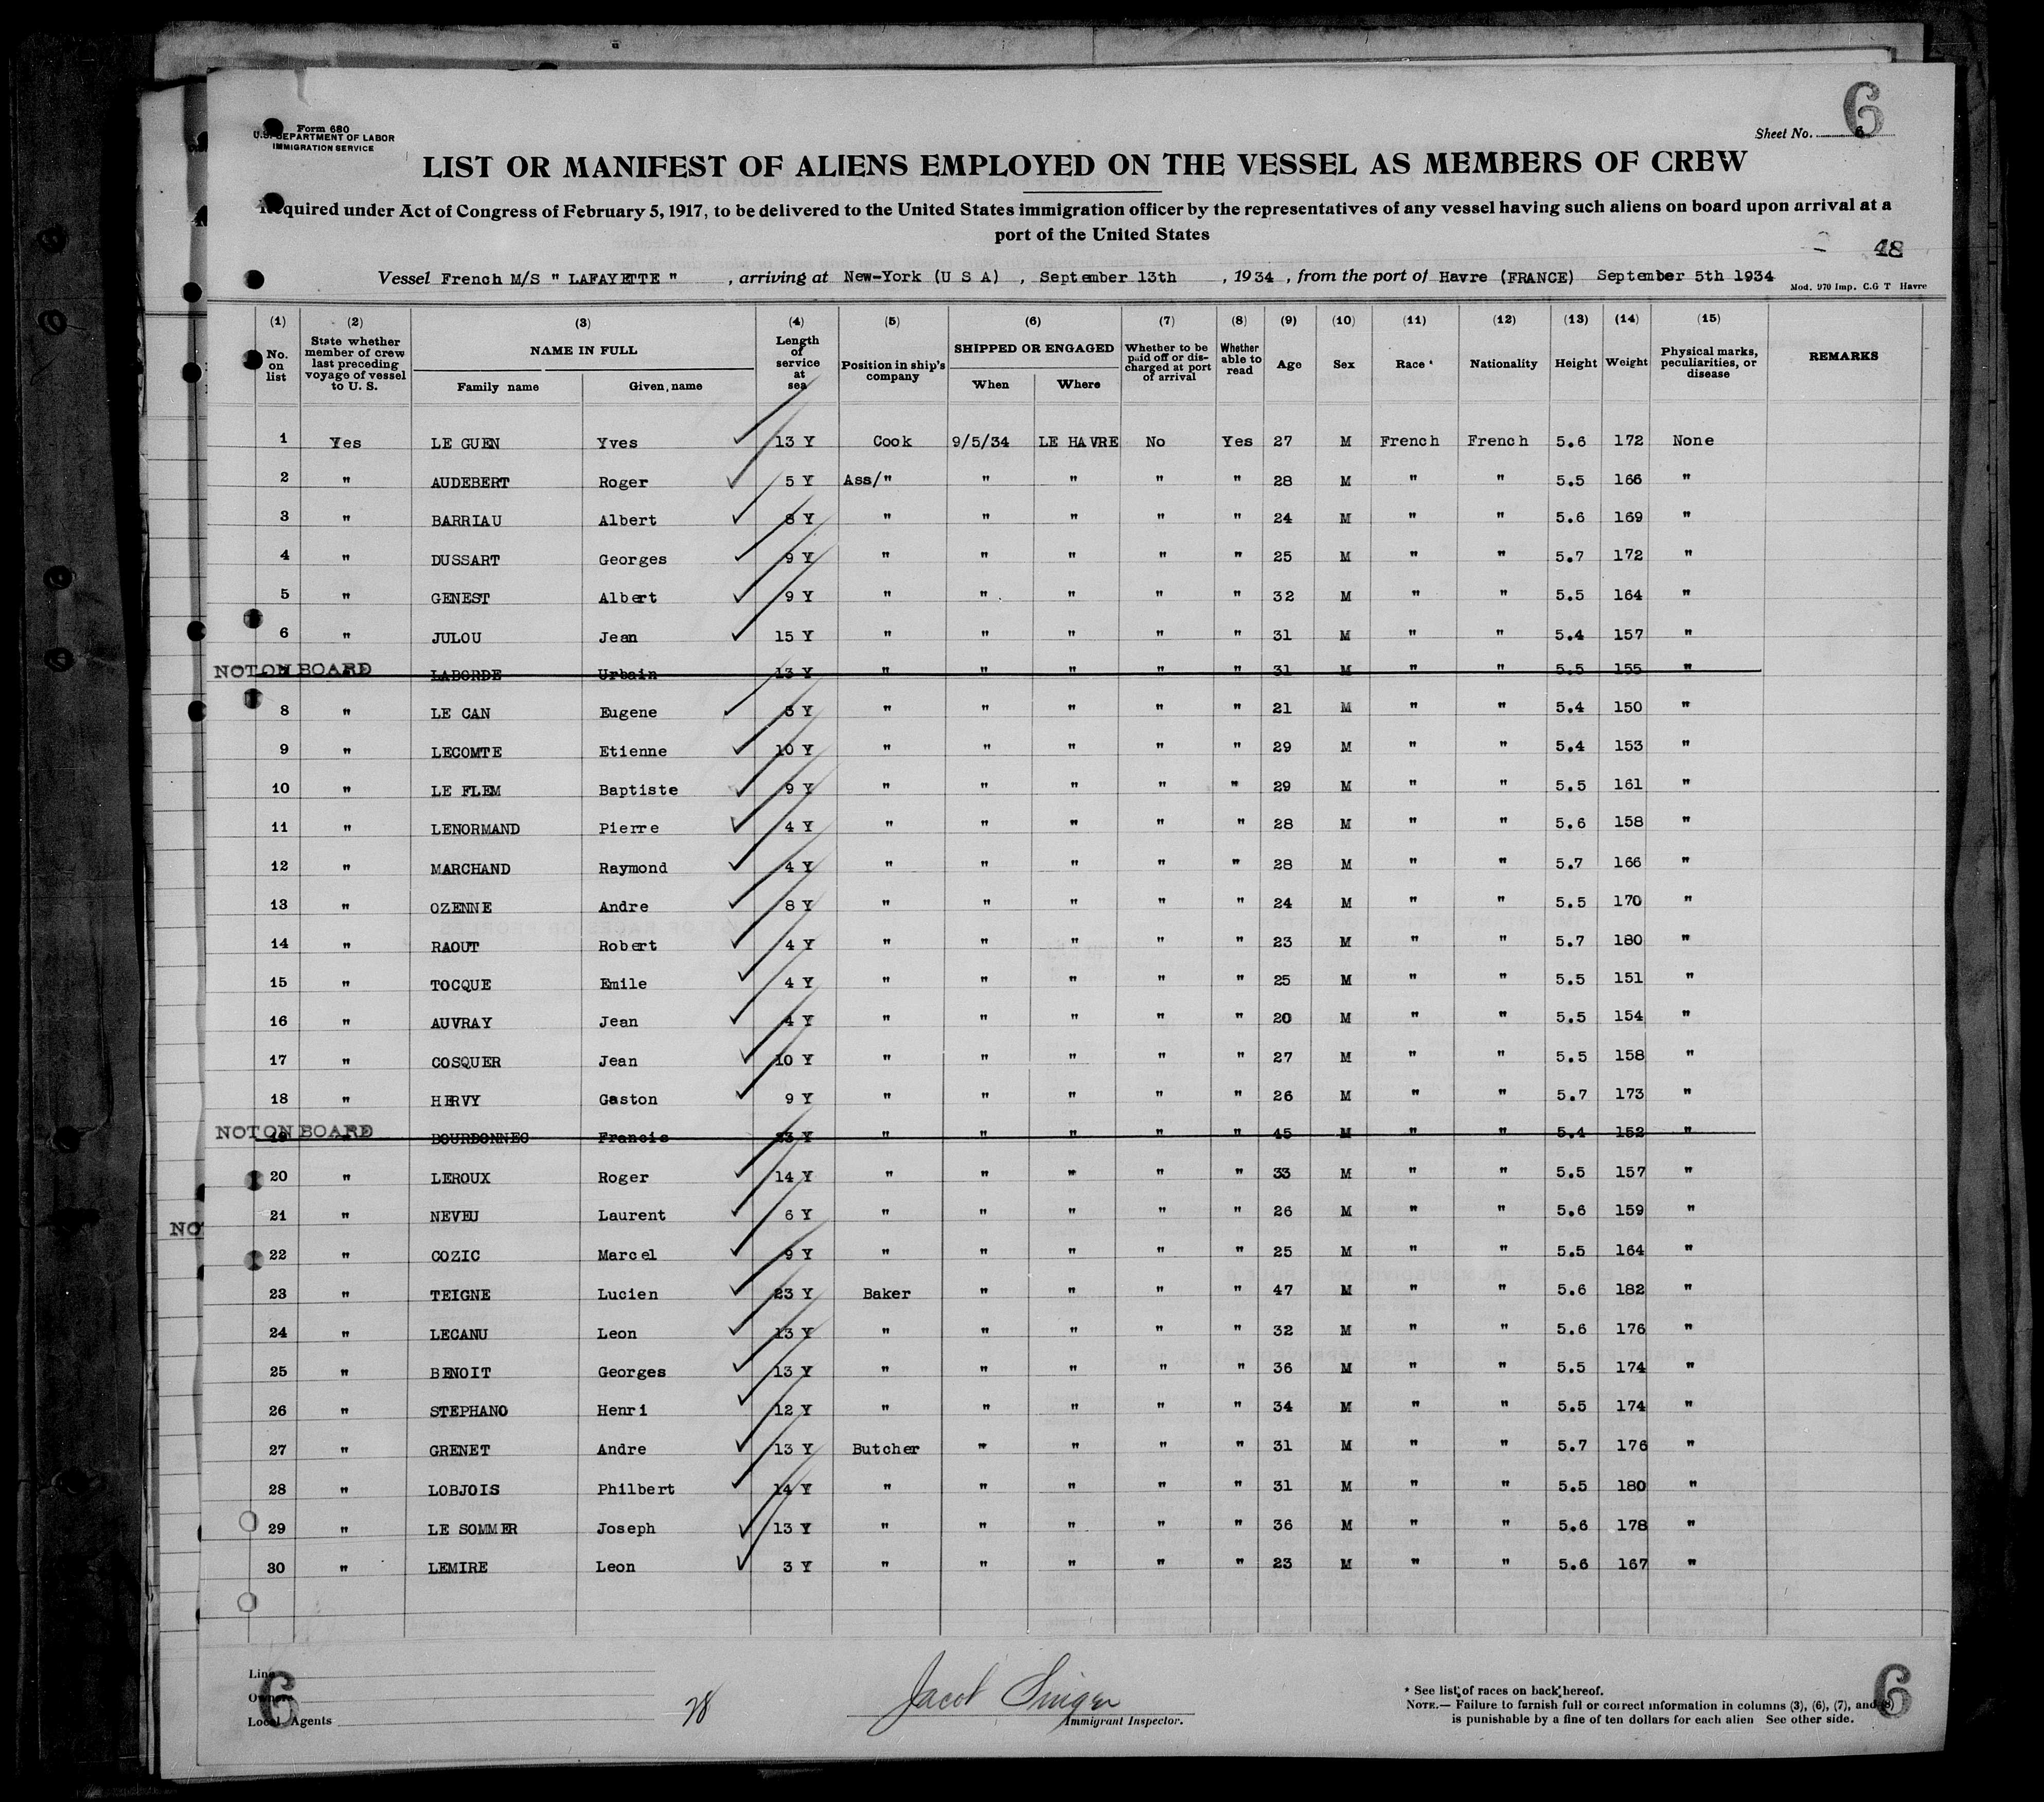 6
Form 680
U.S. DEPARTMENT OF LABOR
IMMIGRATION SERVICE
Sheet No. 6
LIST OR MANIFEST OF ALIENS EMPLOYED ON THE VESSEL AS MEMBERS OF CREW
Required under Act of Congress of February 5, 1917, to be delivered to the United States immigration officer by the representatives of any vessel having such aliens on board upon arrival at a
port of the United States
48
Vessel French M/S " LAFAYETTE " , arriving at New-York (U S A) , September 13th , 1934 , from the port of Havre (FRANCE) September 5th 1934
Mod. 970 Imp. C.G T Havre
(1) (2) (3) (4) (5) (6) (7) (8) (9) (10) (11) (12) (13) (14) (15)
No. on list | State whether member of crew last preceding voyage of vessel to U. S. | NAME IN FULL | Length of service at sea | Position in ship's company | SHIPPED OR ENGAGED | Whether to be paid off or discharged at port of arrival | Whether able to read | Age | Sex | Race * | Nationality | Height | Weight | Physical marks, peculiarities, or disease | REMARKS
Family name Given name When Where
1 Yes LE GUEN Yves 13 Y Cook 9/5/34 LE HAVRE No Yes 27 M French French 5.6 172 None
2 " AUDEBERT Roger 5 Y Ass/" " " " " 28 M " " 5.5 166 "
3 " BARRIAU Albert 8 Y " " " " " 24 M " " 5.6 169 "
4 " DUSSART Georges 9 Y " " " " " 25 M " " 5.7 172 "
5 " GENEST Albert 9 Y " " " " " 32 M " " 5.5 164 "
6 " JULOU Jean 15 Y " " " " " 31 M " " 5.4 157 "
NOT ON BOARD LABORDE Urbain 13 Y " " " " " 31 M " " 5.5 155 "
8 " LE CAN Eugene 3 Y " " " " " 21 M " " 5.4 150 "
9 " LECOMTE Etienne 10 Y " " " " " 29 M " " 5.4 153 "
10 " LE FLEM Baptiste 9 Y " " " " " 29 M " " 5.5 161 "
11 " LENORMAND Pierre 4 Y " " " " " 28 M " " 5.6 158 "
12 " MARCHAND Raymond 4 Y " " " " " 28 M " " 5.7 166 "
13 " OZENNE Andre 8 Y " " " " " 24 M " " 5.5 170 "
14 " RAOUT Robert 4 Y " " " " " 23 M " " 5.7 180 "
15 " TOCQUE Emile 4 Y " " " " " 25 M " " 5.5 151 "
16 " AUVRAY Jean 4 Y " " " " " 20 M " " 5.5 154 "
17 " COSQUER Jean 10 Y " " " " " 27 M " " 5.5 158 "
18 " HERVY Gaston 9 Y " " " " " 26 M " " 5.7 173 "
NOT ON BOARD 19 BOURDONNEC Francis 23 Y " " " " " 45 M " " 5.4 152 "
20 " LEROUX Roger 14 Y " " " " " 33 M " " 5.5 157 "
21 " NEVEU Laurent 6 Y " " " " " 26 M " " 5.6 159 "
NO
22 " COZIC Marcel 9 Y " " " " " 25 M " " 5.5 164 "
23 " TEIGNE Lucien 23 Y Baker " " " " 47 M " " 5.6 182 "
24 " LECANU Leon 13 Y " " " " " 32 M " " 5.6 176 "
25 " BENOIT Georges 13 Y " " " " " 36 M " " 5.5 174 "
26 " STEPHANO Henri 12 Y " " " " " 34 M " " 5.5 174 "
27 " GRENET Andre 13 Y Butcher " " " " 31 M " " 5.7 176 "
28 " LOBJOIS Philbert 14 Y " " " " " 31 M " " 5.5 180 "
29 " LE SOMMER Joseph 13 Y " " " " " 36 M " " 5.6 178 "
30 " LEMIRE Leon 3 Y " " " " " 23 M " " 5.6 167 "
Line
Owners
Local Agents
6
28
Jacob Singer
Immigrant Inspector.
* See list of races on back hereof.
NOTE.— Failure to furnish full or correct information in columns (3), (6), (7), and (8)
is punishable by a fine of ten dollars for each alien See other side.
6